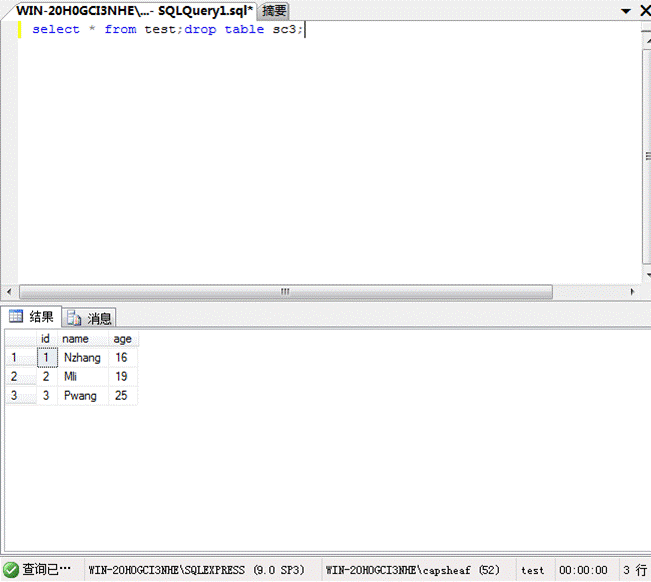 WIN-20H0GCI3NHE\...- SQLQuery1.sql* 摘要
select * from test;drop table sc3;
结果 消息
id name age
1 1 Nzhang 16
2 2 Mli 19
3 3 Pwang 25
查询已… WIN-20H0GCI3NHE\SQLEXPRESS (9.0 SP3) WIN-20H0GCI3NHE\capsheaf (52) test 00:00:00 3 行